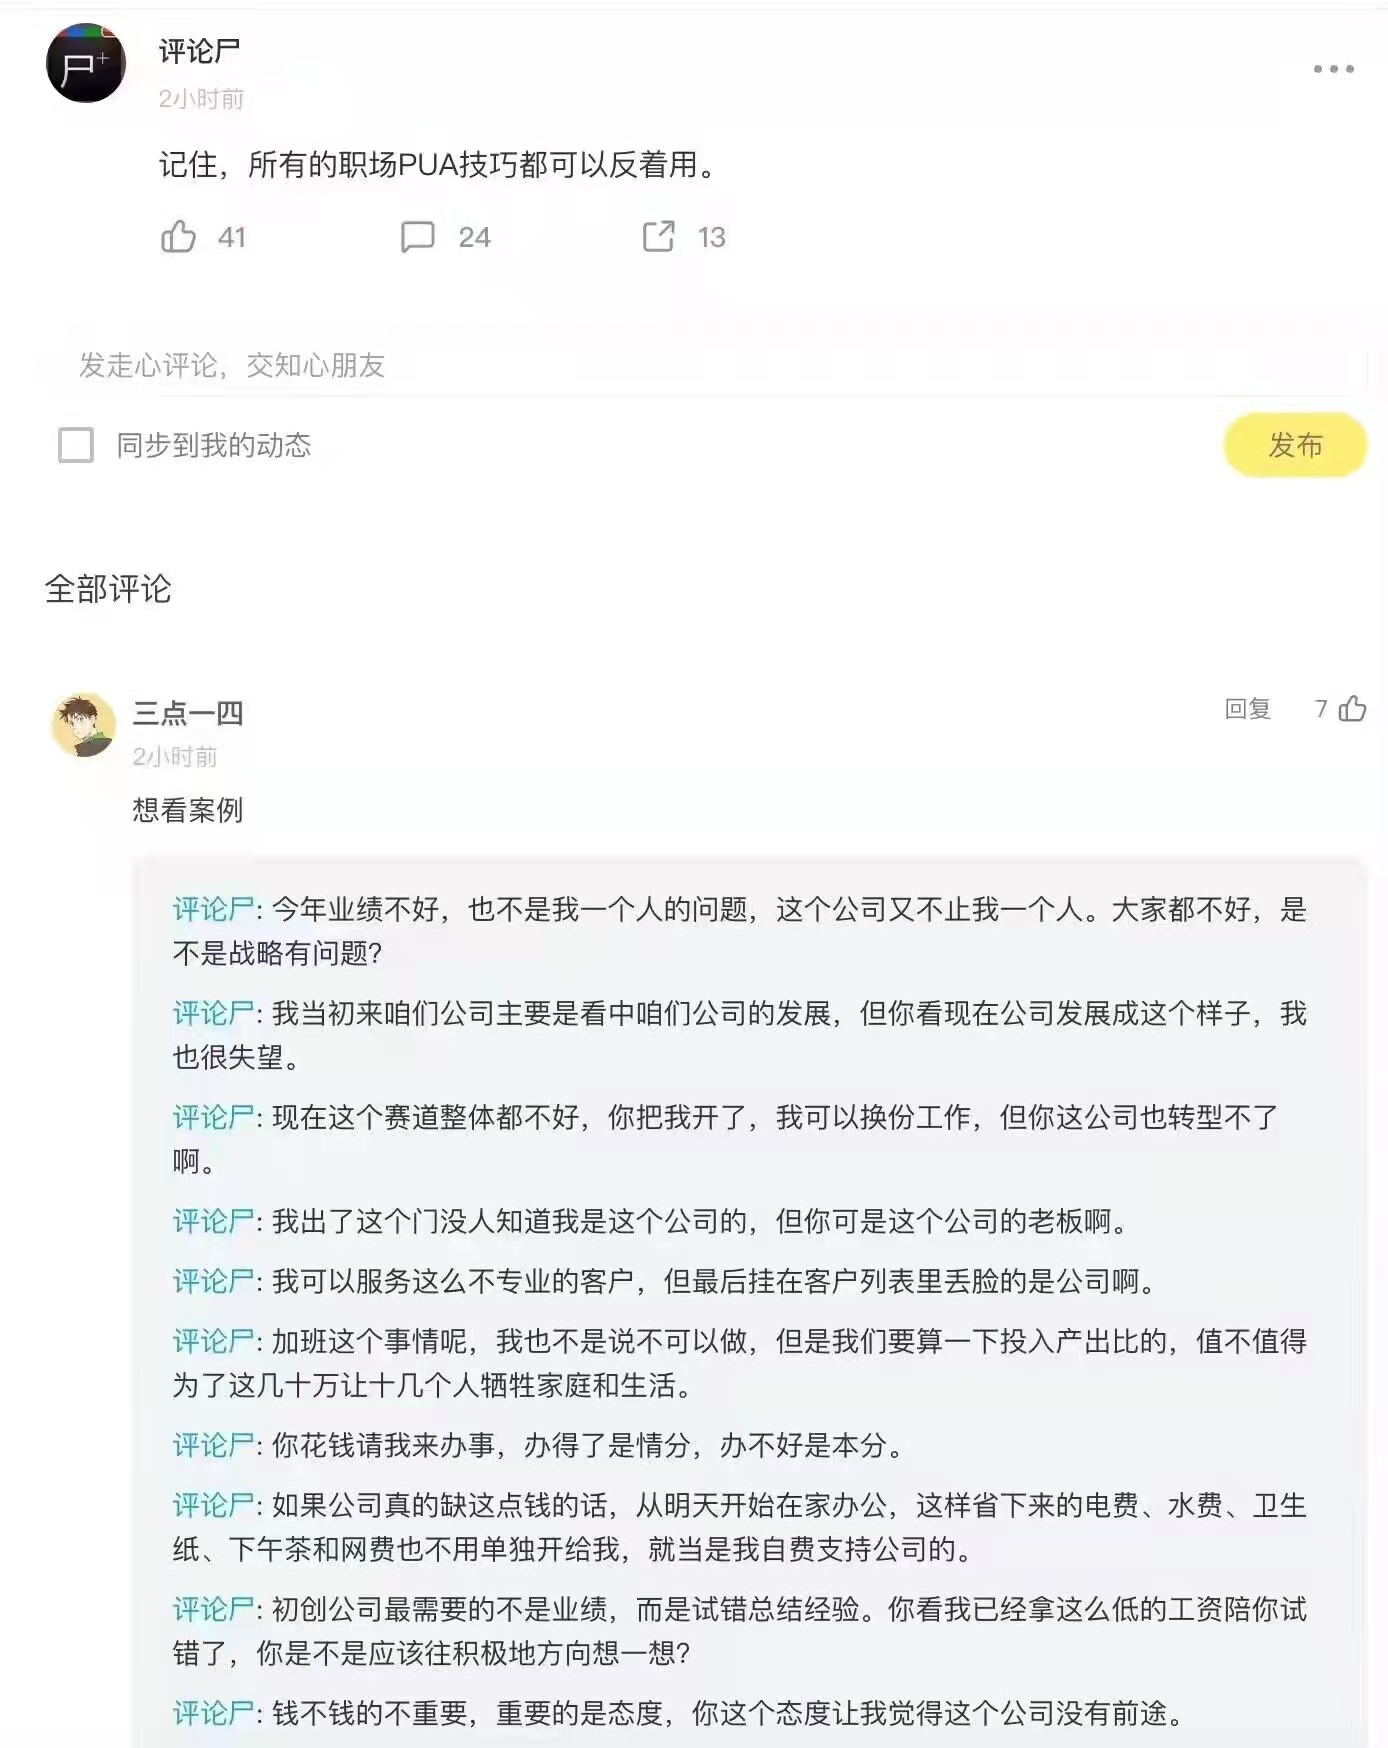 尸+
评论尸
2小时前
记住，所有的职场PUA技巧都可以反着用。
41 24 13
发走心评论，交知心朋友
同步到我的动态 发布
全部评论
三点一四 回复 7
2小时前
想看案例
评论尸: 今年业绩不好，也不是我一个人的问题，这个公司又不止我一个人。大家都不好，是
不是战略有问题？
评论尸: 我当初来咱们公司主要是看中咱们公司的发展，但你看现在公司发展成这个样子，我
也很失望。
评论尸: 现在这个赛道整体都不好，你把我开了，我可以换份工作，但你这公司也转型不了
啊。
评论尸: 我出了这个门没人知道我是这个公司的，但你可是这个公司的老板啊。
评论尸: 我可以服务这么不专业的客户，但最后挂在客户列表里丢脸的是公司啊。
评论尸: 加班这个事情呢，我也不是说不可以做，但是我们要算一下投入产出比的，值不值得
为了这几十万让十几个人牺牲家庭和生活。
评论尸: 你花钱请我来办事，办得了是情分，办不好是本分。
评论尸: 如果公司真的缺这点钱的话，从明天开始在家办公，这样省下来的电费、水费、卫生
纸、下午茶和网费也不用单独开给我，就当是我自费支持公司的。
评论尸: 初创公司最需要的不是业绩，而是试错总结经验。你看我已经拿这么低的工资陪你试
错了，你是不是应该往积极地方向想一想？
评论尸: 钱不钱的不重要，重要的是态度，你这个态度让我觉得这个公司没有前途。